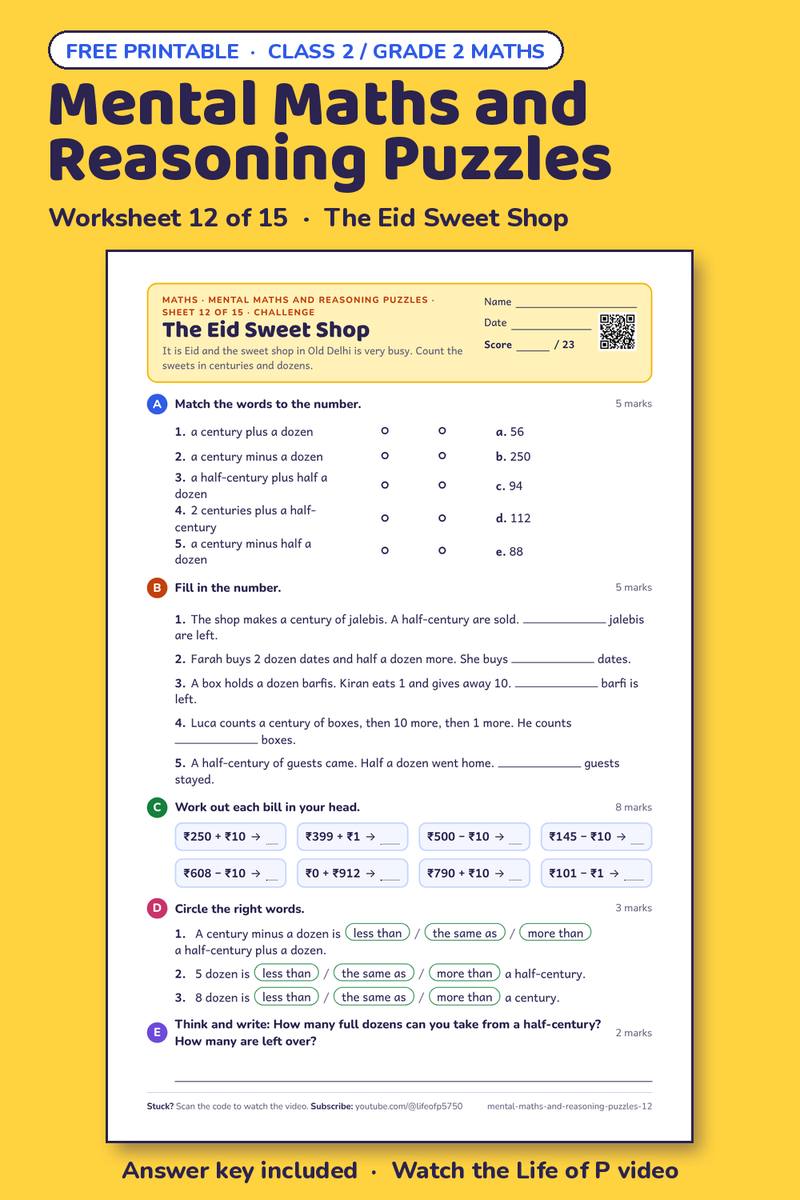 FREE PRINTABLE · CLASS 2 / GRADE 2 MATHS
Mental Maths and
Reasoning Puzzles
Worksheet 12 of 15 · The Eid Sweet Shop
MATHS · MENTAL MATHS AND REASONING PUZZLES ·
SHEET 12 OF 15 · CHALLENGE
The Eid Sweet Shop
It is Eid and the sweet shop in Old Delhi is very busy. Count the
sweets in centuries and dozens.
Name
Date
Score ______ / 23
A Match the words to the number. 5 marks
1. a century plus a dozen a. 56
2. a century minus a dozen b. 250
3. a half-century plus half a
dozen c. 94
4. 2 centuries plus a half-
century d. 112
5. a century minus half a
dozen e. 88
B Fill in the number. 5 marks
1. The shop makes a century of jalebis. A half-century are sold. ______ jalebis
are left.
2. Farah buys 2 dozen dates and half a dozen more. She buys ______ dates.
3. A box holds a dozen barfis. Kiran eats 1 and gives away 10. ______ barfi is
left.
4. Luca counts a century of boxes, then 10 more, then 1 more. He counts
______ boxes.
5. A half-century of guests came. Half a dozen went home. ______ guests
stayed.
C Work out each bill in your head. 8 marks
₹250 + ₹10 → __ ₹399 + ₹1 → __ ₹500 − ₹10 → __ ₹145 − ₹10 → __
₹608 − ₹10 → __ ₹0 + ₹912 → __ ₹790 + ₹10 → __ ₹101 − ₹1 → __
D Circle the right words. 3 marks
1. A century minus a dozen is less than / the same as / more than
a half-century plus a dozen.
2. 5 dozen is less than / the same as / more than a half-century.
3. 8 dozen is less than / the same as / more than a century.
E Think and write: How many full dozens can you take from a half-century?
How many are left over? 2 marks
Stuck? Scan the code to watch the video. Subscribe: youtube.com/@lifeofp5750 mental-maths-and-reasoning-puzzles-12
Answer key included · Watch the Life of P video